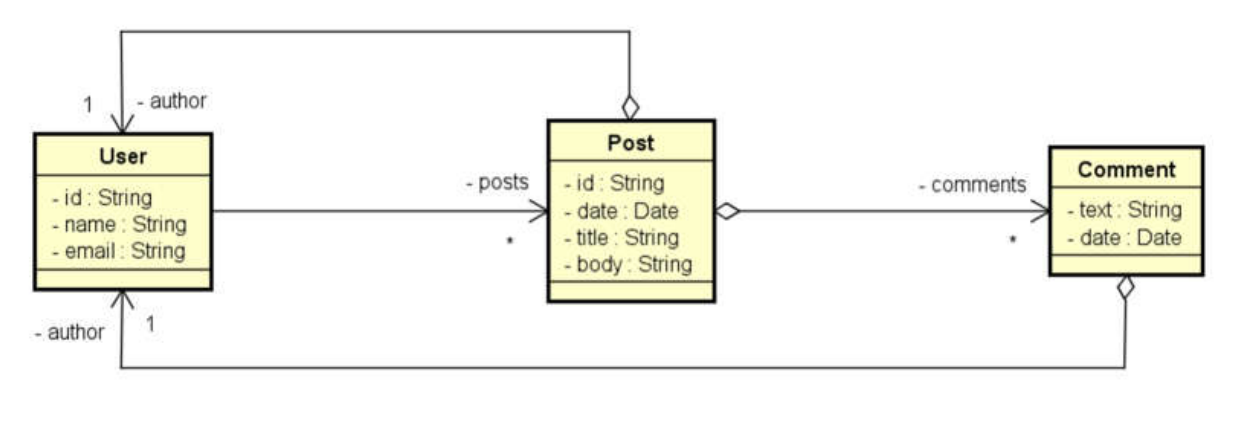 1
- author
User
- id : String
- name : String
- email : String
- posts
*
Post
- id : String
- date : Date
- title : String
- body : String
- comments
*
Comment
- text : String
- date : Date
- author
1